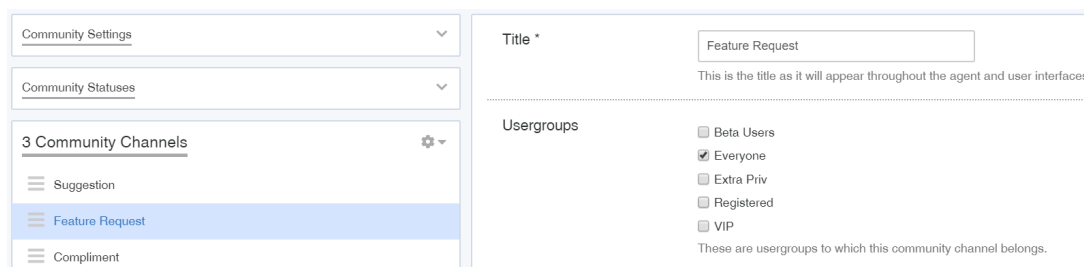 Community Settings
Community Statuses
3 Community Channels
Suggestion
Feature Request
Compliment
Title *
Feature Request
This is the title as it will appear throughout the agent and user interfaces
Usergroups
Beta Users
Everyone
Extra Priv
Registered
VIP
These are usergroups to which this community channel belongs.